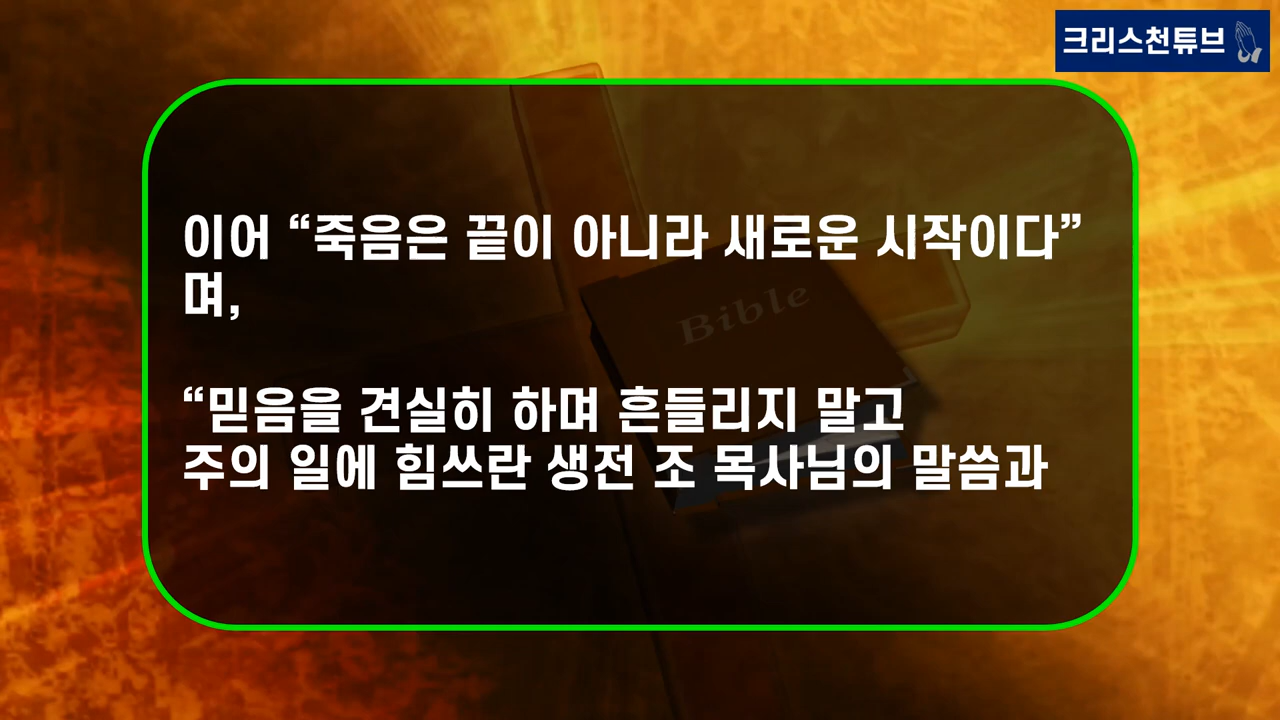 크리스천튜브
이어 “죽음은 끝이 아니라 새로운 시작이다”
며,
Bible
“믿음을 견실히 하며 흔들리지 말고
주의 일에 힘쓰란 생전 조 목사님의 말씀과